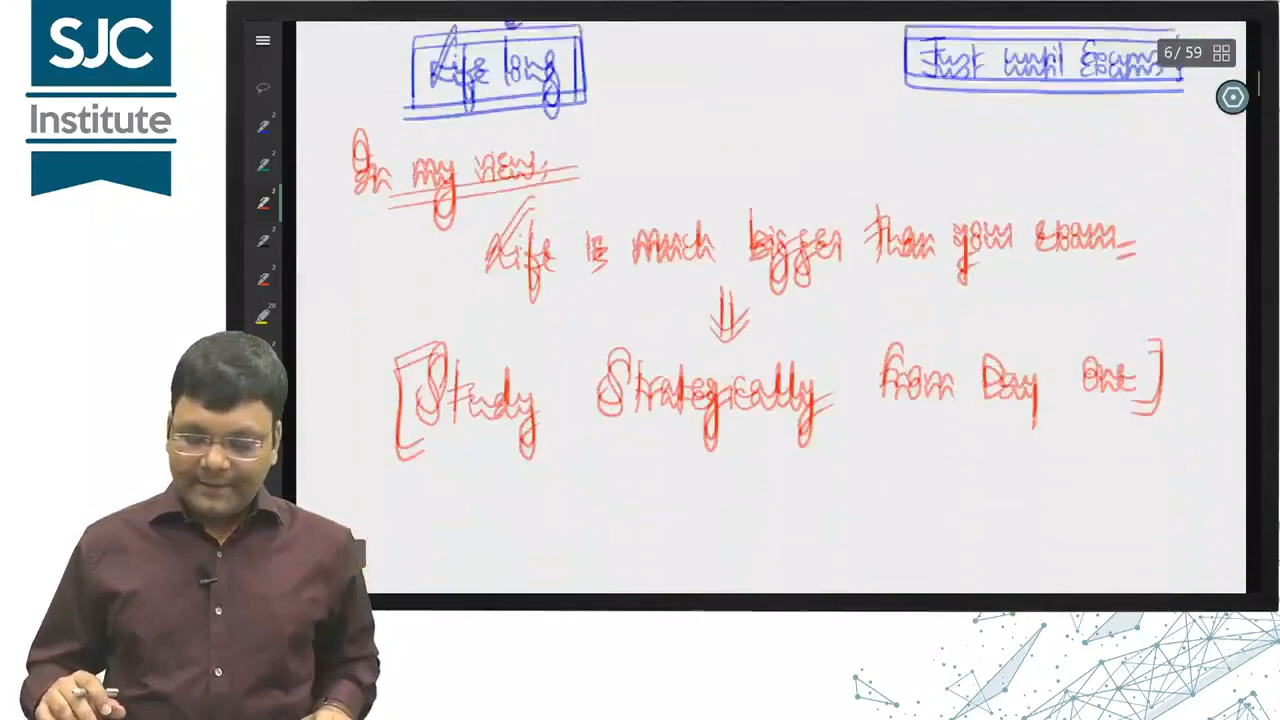 SJC
Institute
Life long
Just until Exams
6/59
In my view,
Life is much bigger than your exam
[Study Strategically from Day One]